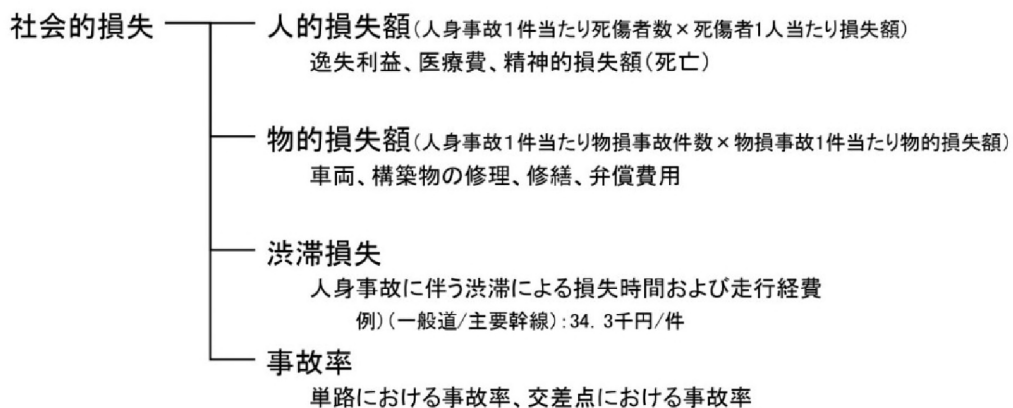 社会的損失
人的損失額(人身事故1件当たり死傷者数×死傷者1人当たり損失額)
逸失利益、医療費、精神的損失額(死亡)
物的損失額(人身事故1件当たり物損事故件数×物損事故1件当たり物的損失額)
車両、構築物の修理、修繕、弁償費用
渋滞損失
人身事故に伴う渋滞による損失時間および走行経費
例)(一般道/主要幹線):34.3千円/件
事故率
単路における事故率、交差点における事故率